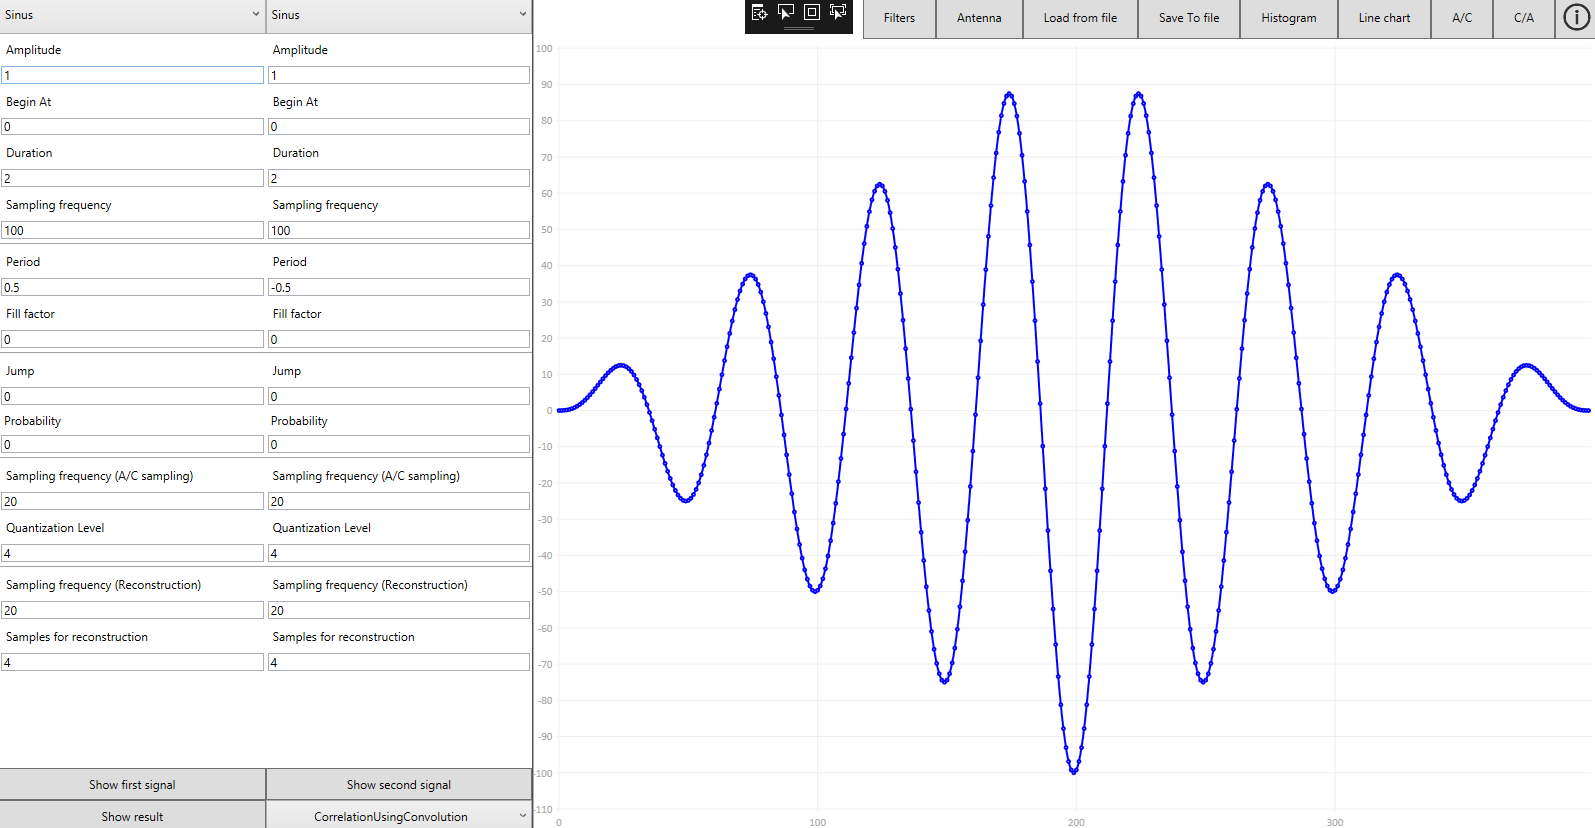 Sinus Sinus
Filters Antenna Load from file Save To file Histogram Line chart A/C C/A
Amplitude Amplitude
1 1
Begin At Begin At
0 0
Duration Duration
2 2
Sampling frequency Sampling frequency
100 100
Period Period
0.5 -0.5
Fill factor Fill factor
0 0
Jump Jump
0 0
Probability Probability
0 0
Sampling frequency (A/C sampling) Sampling frequency (A/C sampling)
20 20
Quantization Level Quantization Level
4 4
Sampling frequency (Reconstruction) Sampling frequency (Reconstruction)
20 20
Samples for reconstruction Samples for reconstruction
4 4
Show first signal Show second signal
Show result CorrelationUsingConvolution
100
90
80
70
60
50
40
30
20
10
0
-10
-20
-30
-40
-50
-60
-70
-80
-90
-100
-110
0 100 200 300